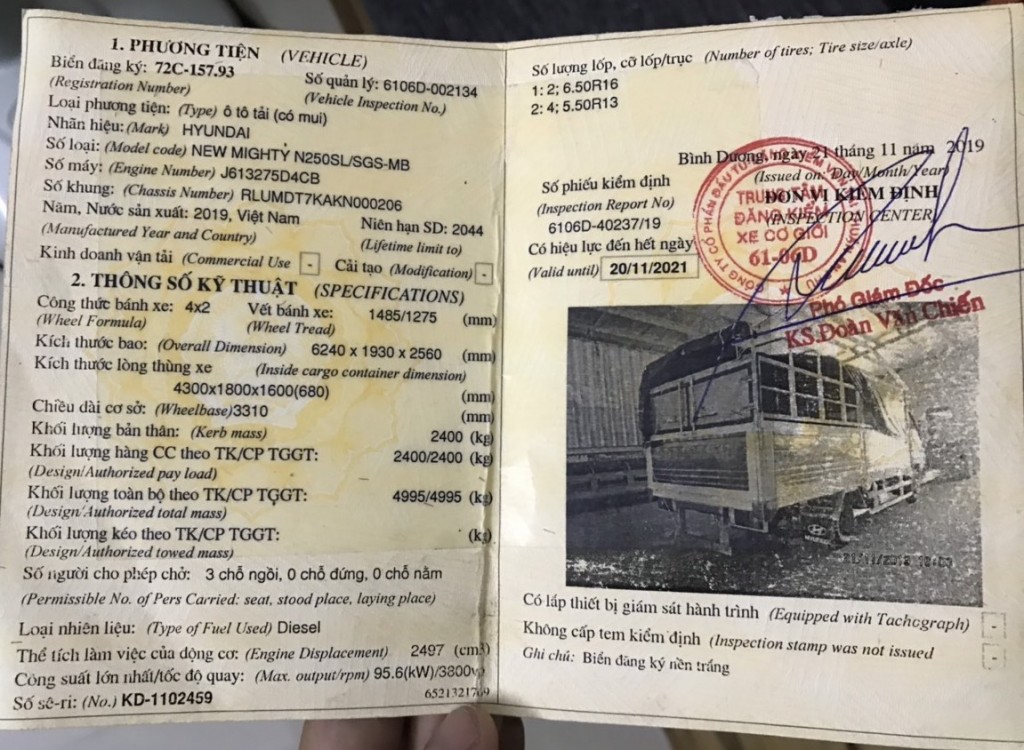 1. PHƯƠNG TIỆN (VEHICLE)
Biển đăng ký: 72C-157.93 Số quản lý: 6106D-002134
(Registration Number) (Vehicle Inspection No.)
Loại phương tiện: (Type) ô tô tải (có mui)
Nhãn hiệu: (Mark) HYUNDAI
Số loại: (Model code) NEW MIGHTY N250SL/SGS-MB
Số máy: (Engine Number) J613275D4CB
Số khung: (Chassis Number) RLUMDT7KAKN000206
Năm, Nước sản xuất: 2019, Việt Nam Niên hạn SD: 2044
(Manufactured Year and Country) (Lifetime limit to)
Kinh doanh vận tải (Commercial Use - Cải tạo (Modification) -
2. THÔNG SỐ KỸ THUẬT (SPECIFICATIONS)
Công thức bánh xe: 4x2 Vết bánh xe: 1485/1275 (mm)
(Wheel Formula) (Wheel Tread)
Kích thước bao: (Overall Dimension) 6240 x 1930 x 2560 (mm)
Kích thước lòng thùng xe (Inside cargo container dimension)
4300x1800x1600(680) (mm)
Chiều dài cơ sở: (Wheelbase)3310 (mm)
Khối lượng bản thân: (Kerb mass) 2400 (kg)
Khối lượng hàng CC theo TK/CP TGGT: 2400/2400 (kg)
(Design/Authorized pay load)
Khối lượng toàn bộ theo TK/CP TGGT: 4995/4995 (kg)
(Design/Authorized total mass)
Khối lượng kéo theo TK/CP TGGT: (kg)
(Design/Authorized towed mass)
Số người cho phép chở: 3 chỗ ngồi, 0 chỗ đứng, 0 chỗ nằm
(Permissible No. of Pers Carried: seat, stood place, laying place)
Loại nhiên liệu: (Type of Fuel Used) Diesel
Thể tích làm việc của động cơ: (Engine Displacement) 2497 (cm³)
Công suất lớn nhất/tốc độ quay: (Max. output/rpm) 95.6(kW)/3800vp
Số sê-ri: (No.) KD-1102459 6521321769
Số lượng lốp, cỡ lốp/trục (Number of tires; Tire size/axle)
1: 2; 6.50R16
2: 4; 5.50R13
Bình Dương, ngày 21 tháng 11 năm 2019
(Issued on: Day/Month/Year)
Số phiếu kiểm định ĐƠN VỊ KIỂM ĐỊNH
(Inspection Report No) (INSPECTION CENTER)
6106D-40237/19
Có hiệu lực đến hết ngày
(Valid until) 20/11/2021
TRUNG TÂM
ĐĂNG KIỂM
XE CƠ GIỚI
61-06D
Phó Giám Đốc
KS.Đoàn Văn Chiến
Có lắp thiết bị giám sát hành trình (Equipped with Tachograph) -
Không cấp tem kiểm định (Inspection stamp was not issued -
Ghi chú: Biển đăng ký nền trắng